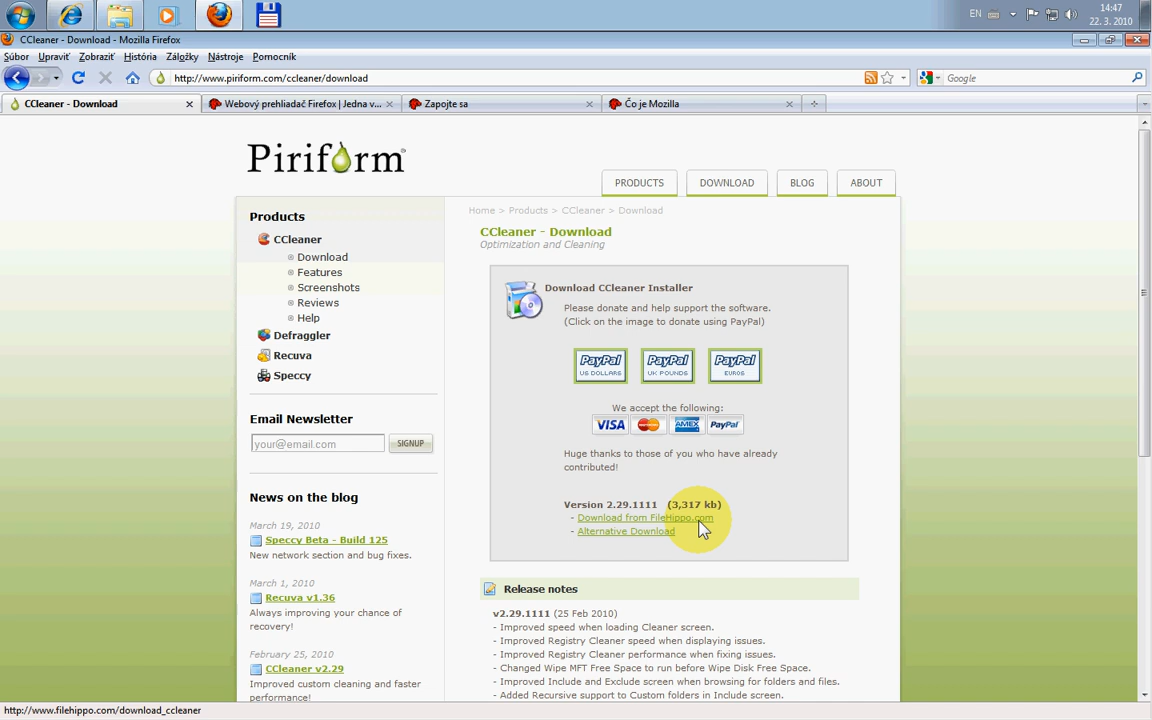 EN
14:47
22. 3. 2010
CCleaner - Download - Mozilla Firefox
Súbor Upraviť Zobraziť História Záložky Nástroje Pomocník
http://www.piriform.com/ccleaner/download
Google
CCleaner - Download
Webový prehliadač Firefox | Jedna v...
Zapojte sa
Čo je Mozilla
Piriform
PRODUCTS
DOWNLOAD
BLOG
ABOUT
Products
CCleaner
Download
Features
Screenshots
Reviews
Help
Defraggler
Recuva
Speccy
Email Newsletter
your@email.com
SIGNUP
News on the blog
March 19, 2010
Speccy Beta - Build 125
New network section and bug fixes.
March 1, 2010
Recuva v1.36
Always improving your chance of
recovery!
February 25, 2010
CCleaner v2.29
Improved custom cleaning and faster
performance!
Home > Products > CCleaner > Download
CCleaner - Download
Optimization and Cleaning
Download CCleaner Installer
Please donate and help support the software.
(Click on the image to donate using PayPal)
PayPal
US DOLLARS
PayPal
UK POUNDS
PayPal
EUROS
We accept the following:
VISA
MasterCard
AMEX
PayPal
Huge thanks to those of you who have already
contributed!
Version 2.29.1111 (3,317 kb)
- Download from FileHippo.com
- Alternative Download
Release notes
v2.29.1111 (25 Feb 2010)
- Improved speed when loading Cleaner screen.
- Improved Registry Cleaner speed when displaying issues.
- Improved Registry Cleaner performance when fixing issues.
- Changed Wipe MFT Free Space to run before Wipe Disk Free Space.
- Improved Include and Exclude screen when browsing for folders and files.
- Added Recursive support to Custom folders in Include screen.
http://www.filehippo.com/download_ccleaner